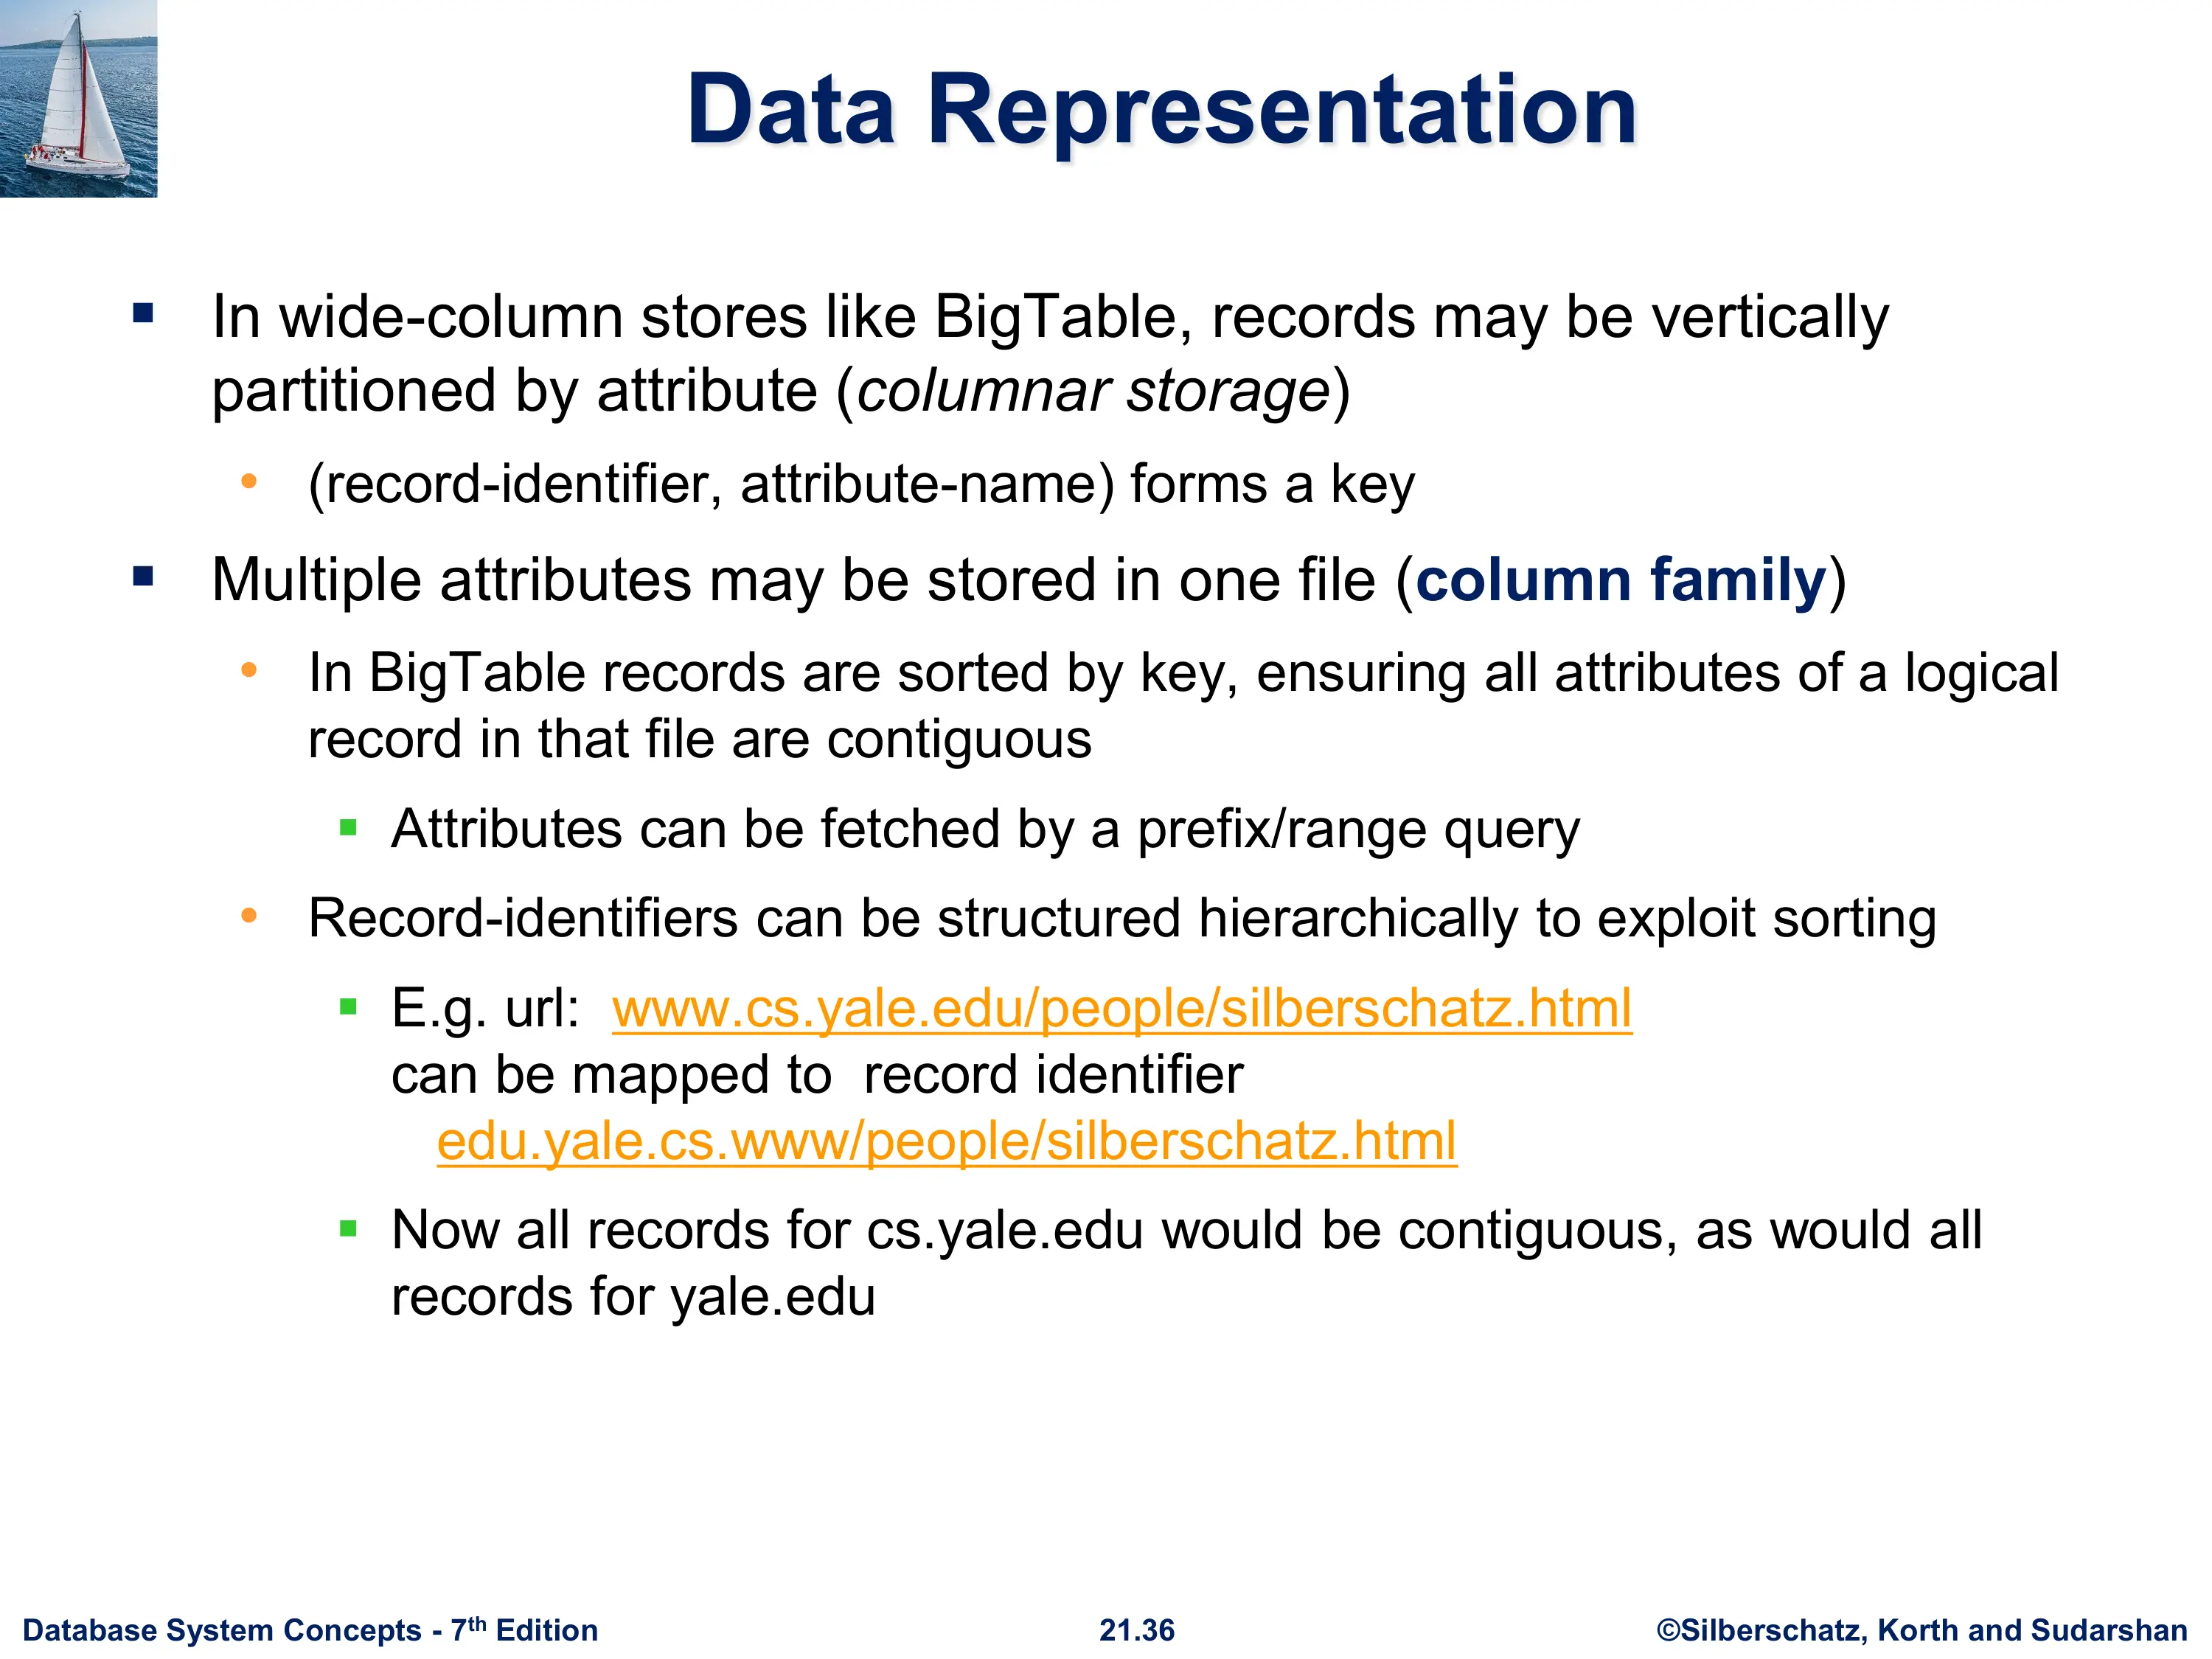 Data Representation
In wide-column stores like BigTable, records may be vertically
partitioned by attribute (columnar storage)
(record-identifier, attribute-name) forms a key
Multiple attributes may be stored in one file (column family)
In BigTable records are sorted by key, ensuring all attributes of a logical
record in that file are contiguous
Attributes can be fetched by a prefix/range query
Record-identifiers can be structured hierarchically to exploit sorting
E.g. url: www.cs.yale.edu/people/silberschatz.html
can be mapped to record identifier
edu.yale.cs.www/people/silberschatz.html
Now all records for cs.yale.edu would be contiguous, as would all
records for yale.edu
Database System Concepts - 7th Edition
21.36
©Silberschatz, Korth and Sudarshan